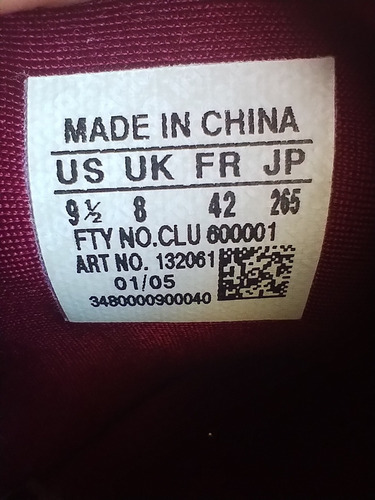 MADE IN CHINA
US UK FR JP
9½ 8 42 265
FTY NO.CLU 600001
ART NO. 132061
01/05
3480000900040